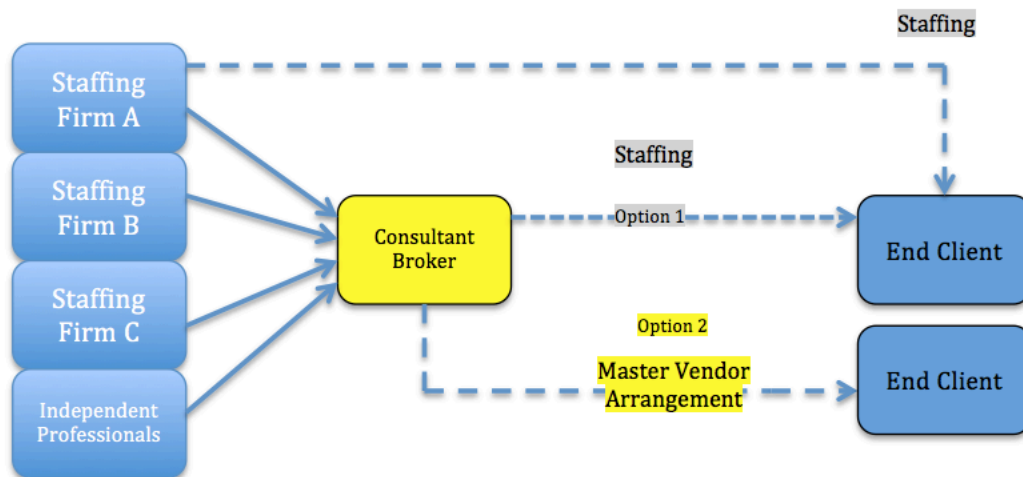 Staffing
Staffing
Firm A
Staffing
Firm B
Staffing
Firm C
Independent
Professionals
Consultant
Broker
Staffing
Option 1
Option 2
Master Vendor
Arrangement
End Client
End Client